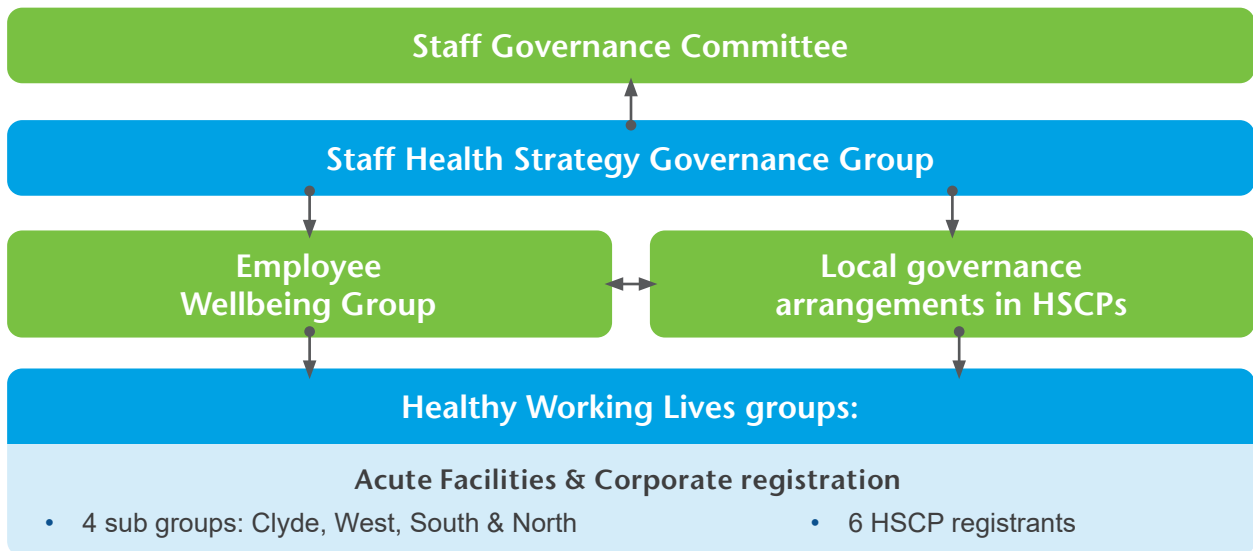 Staff Governance Committee
Staff Health Strategy Governance Group
Employee
Wellbeing Group
Local governance
arrangements in HSCPs
Healthy Working Lives groups:
Acute Facilities & Corporate registration
• 4 sub groups: Clyde, West, South & North
• 6 HSCP registrants